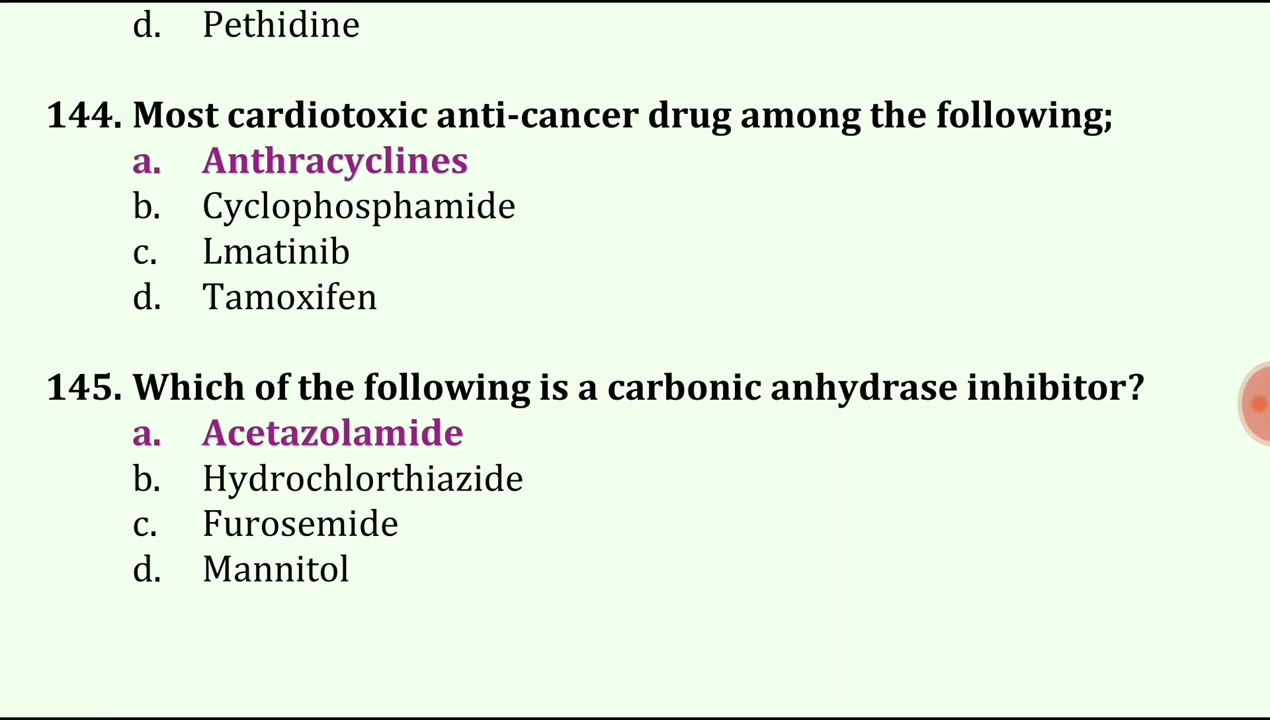 d. Pethidine
144. Most cardiotoxic anti-cancer drug among the following;
a. Anthracyclines
b. Cyclophosphamide
c. Lmatinib
d. Tamoxifen
145. Which of the following is a carbonic anhydrase inhibitor?
a. Acetazolamide
b. Hydrochlorthiazide
c. Furosemide
d. Mannitol